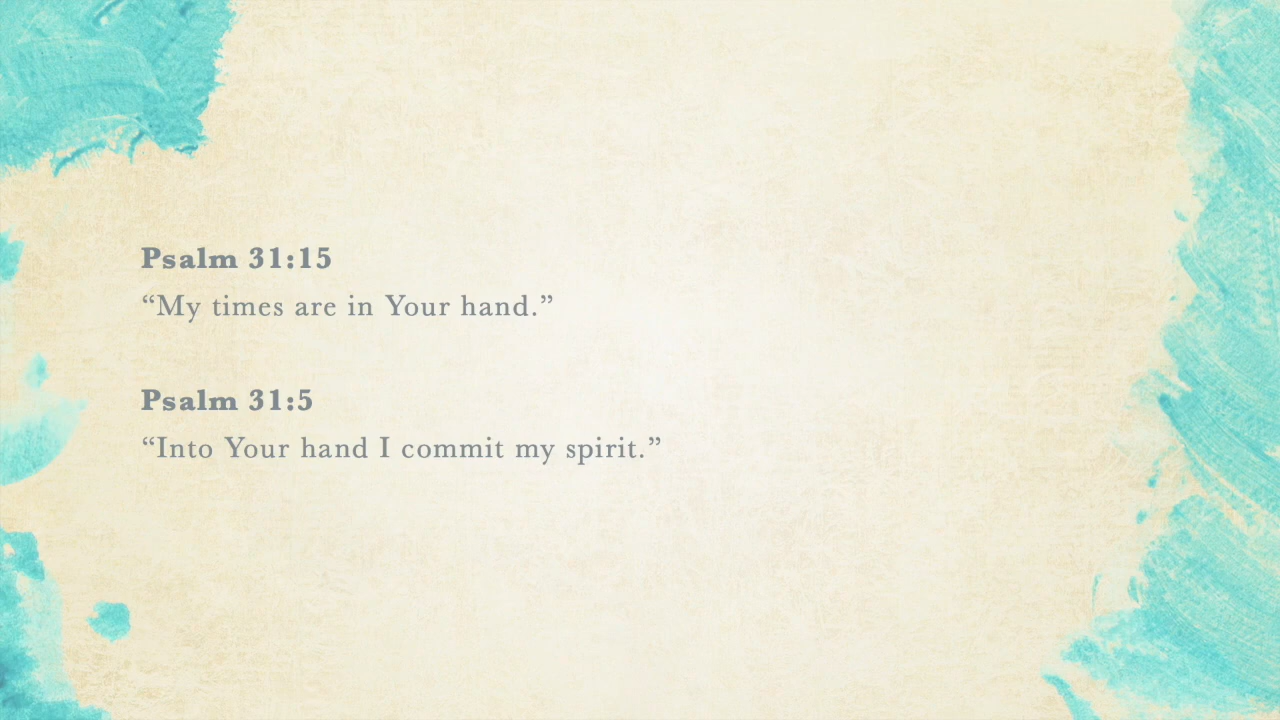 Psalm 31:15
“My times are in Your hand.”
Psalm 31:5
“Into Your hand I commit my spirit.”